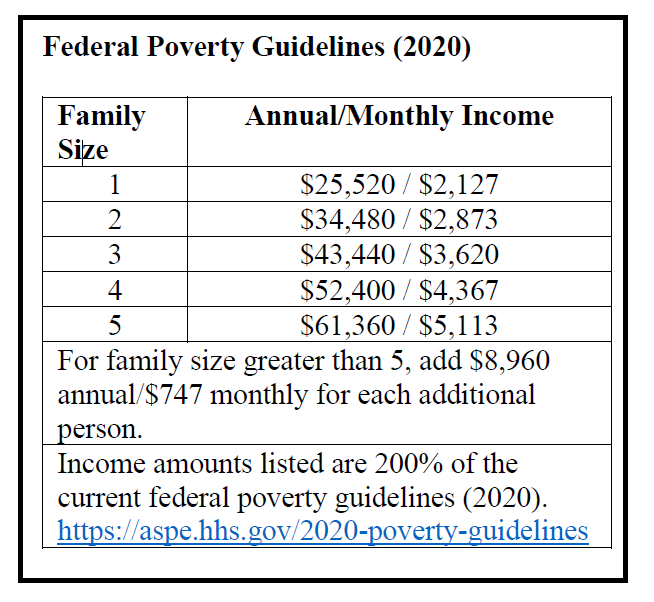 Federal Poverty Guidelines (2020)
Family Size Annual/Monthly Income
1 $25,520 / $2,127
2 $34,480 / $2,873
3 $43,440 / $3,620
4 $52,400 / $4,367
5 $61,360 / $5,113
For family size greater than 5, add $8,960
annual/$747 monthly for each additional
person.
Income amounts listed are 200% of the
current federal poverty guidelines (2020).
https://aspe.hhs.gov/2020-poverty-guidelines